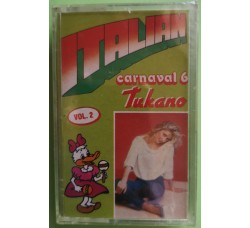 ITALIAN
carnaval 6
Tukano
VOL. 2